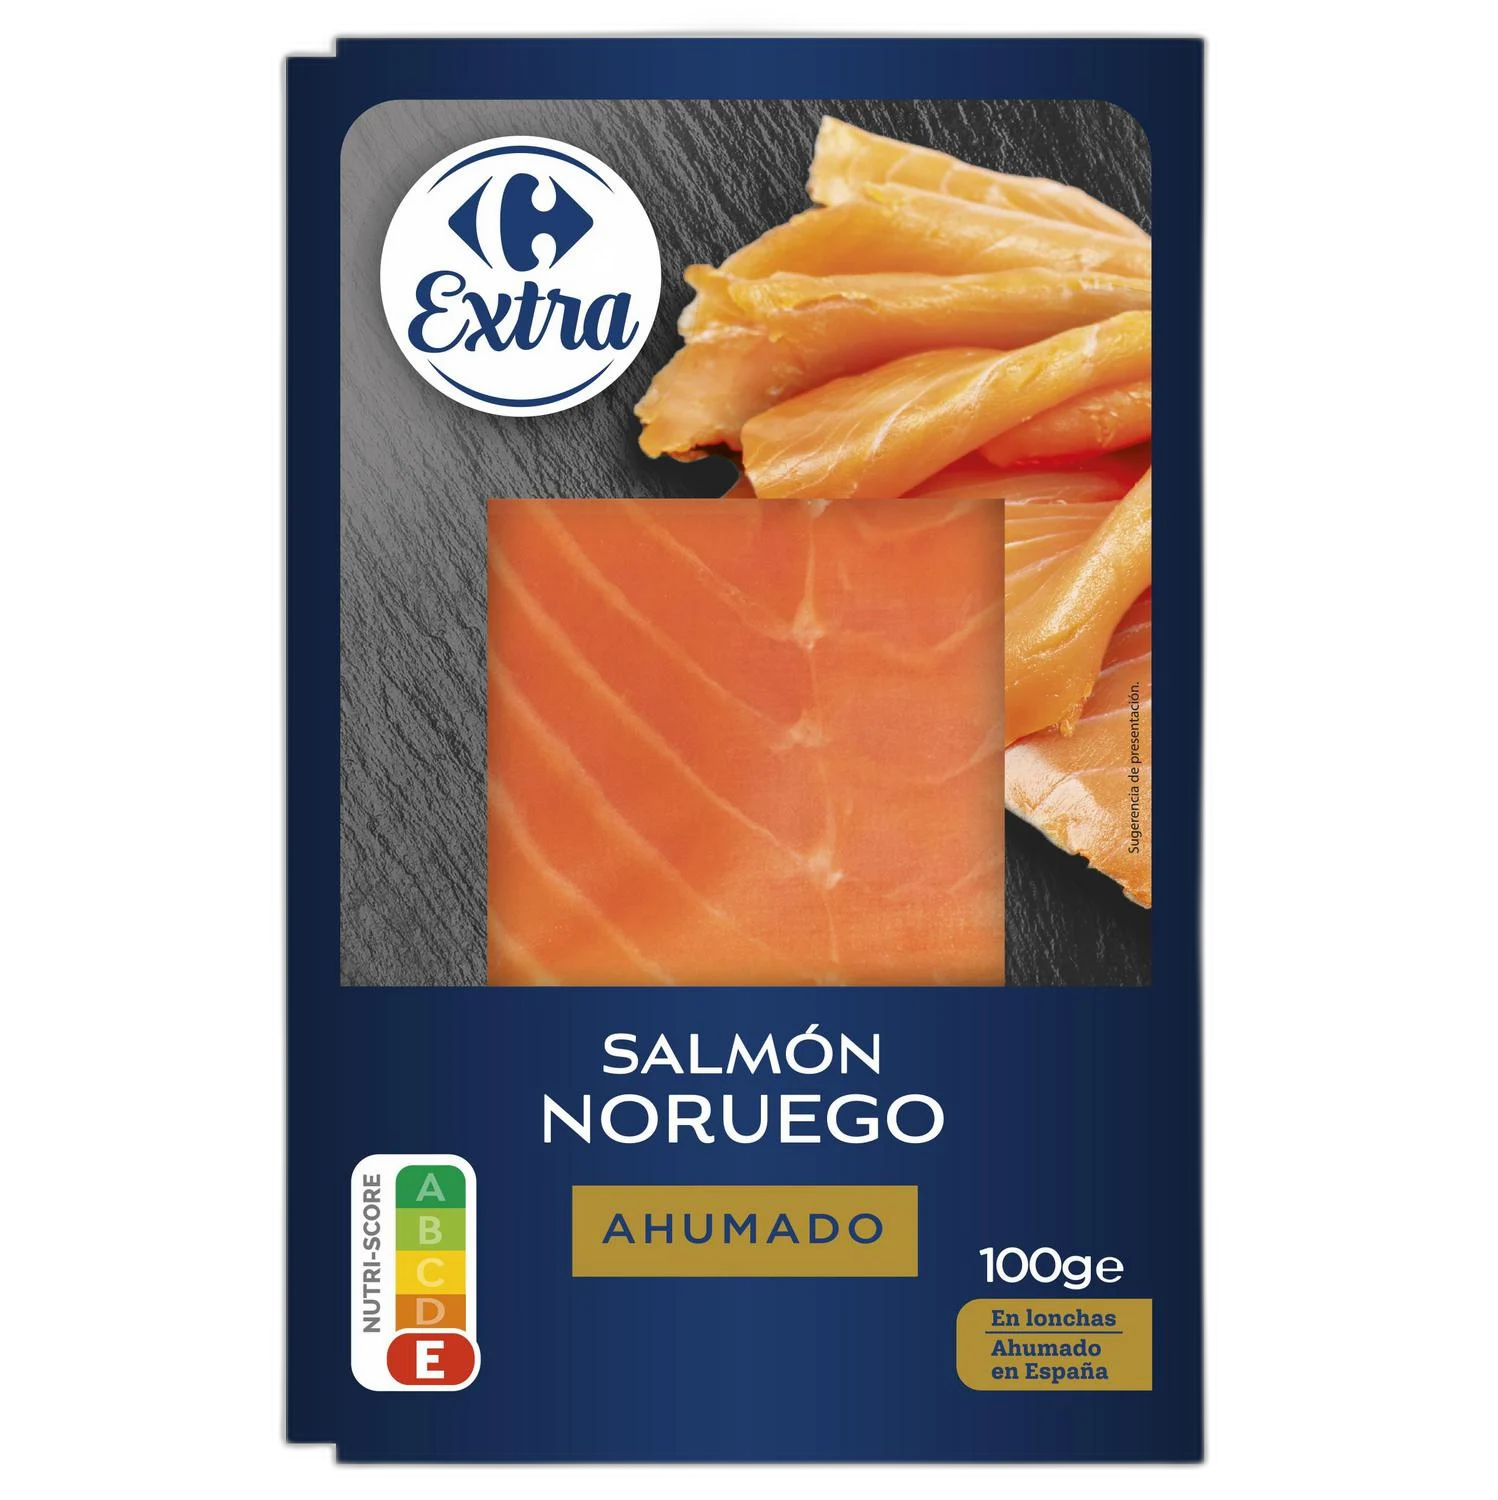 Extra
Sugerencia de presentación.
SALMÓN
NORUEGO
AHUMADO
NUTRI-SCORE
A
B
C
D
E
100g℮
En lonchas
Ahumado
en España